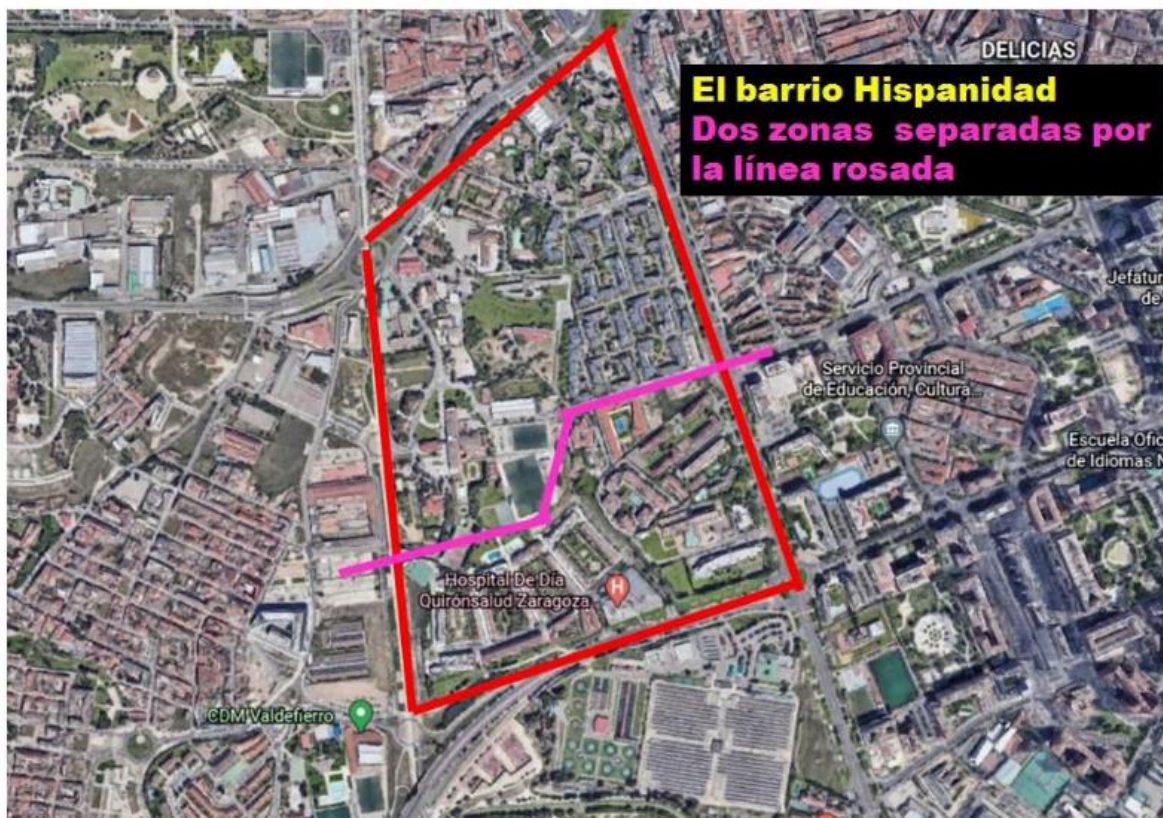 DELICIAS
El barrio Hispanidad
Dos zonas separadas por
la línea rosada
Jefatur
de
Servicio Provincial
de Educación, Cultura...
Escuela Ofic
de Idiomas N
Hospital De Día
Quirónsalud Zaragoza
H
CDM Valdefierro